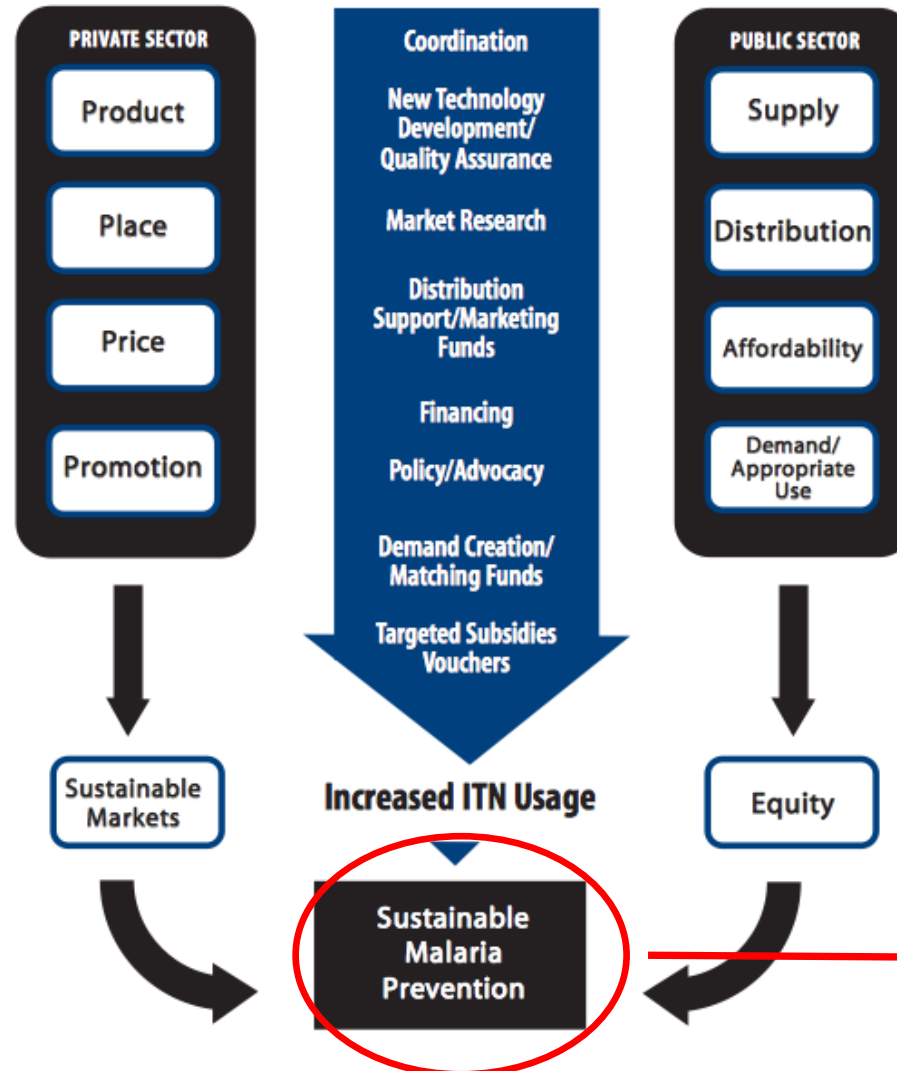 PRIVATE SECTOR
Product
Place
Price
Promotion
Sustainable
Markets
Coordination
New Technology
Development/
Quality Assurance
Market Research
Distribution
Support/Marketing
Funds
Financing
Policy/Advocacy
Demand Creation/
Matching Funds
Targeted Subsidies
Vouchers
Increased ITN Usage
Sustainable
Malaria
Prevention
PUBLIC SECTOR
Supply
Distribution
Affordability
Demand/
Appropriate
Use
Equity